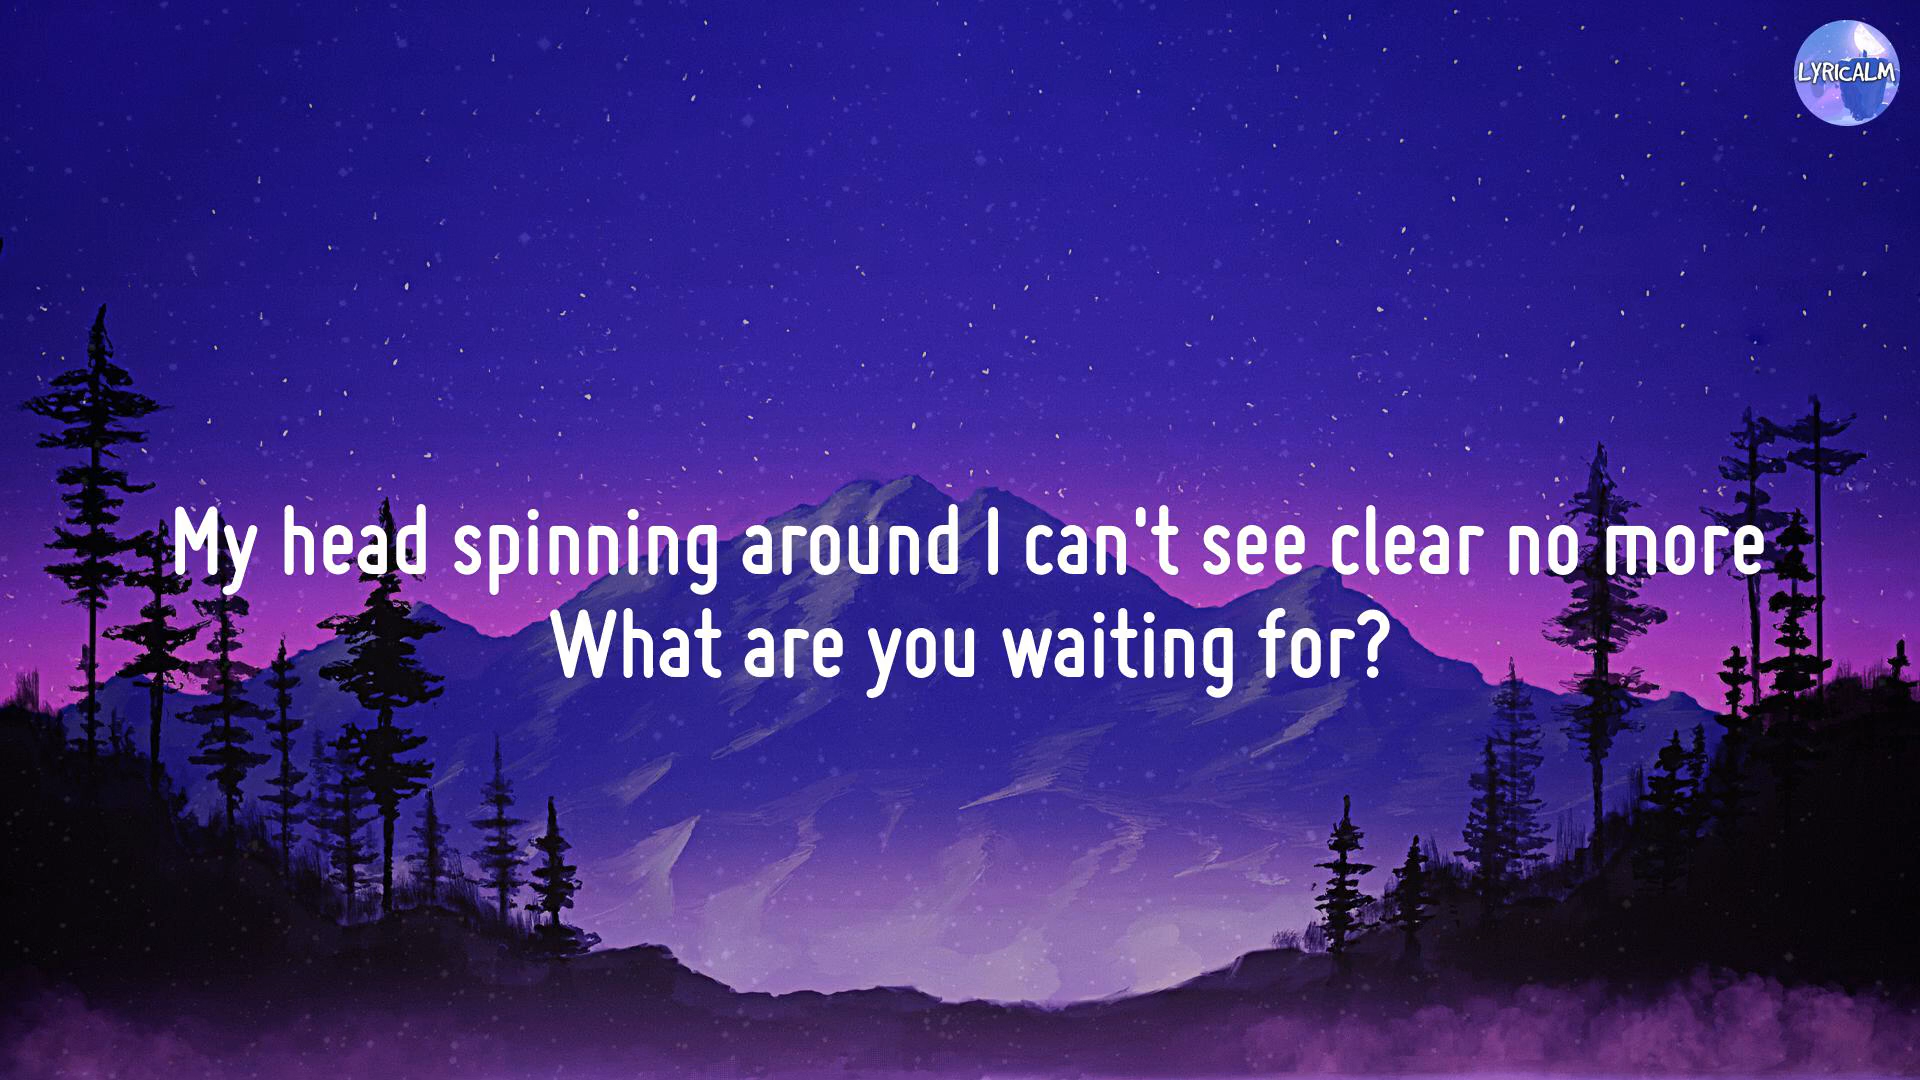 LYRICALM
My head spinning around I can't see clear no more
What are you waiting for?